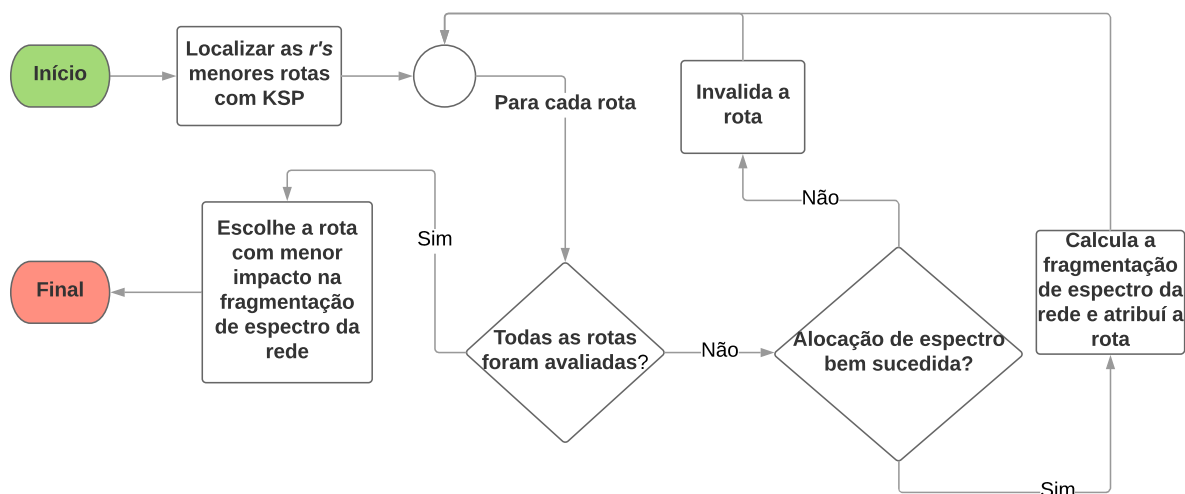 Início
Localizar as r's
menores rotas
com KSP
Para cada rota
Invalida a
rota
Não
Calcula a
fragmentação
de espectro da
rede e atribuí a
rota
Escolhe a rota
com menor
impacto na
fragmentação
de espectro da
rede
Sim
Final
Todas as rotas
foram avaliadas?
Não
Alocação de espectro
bem sucedida?
Sim